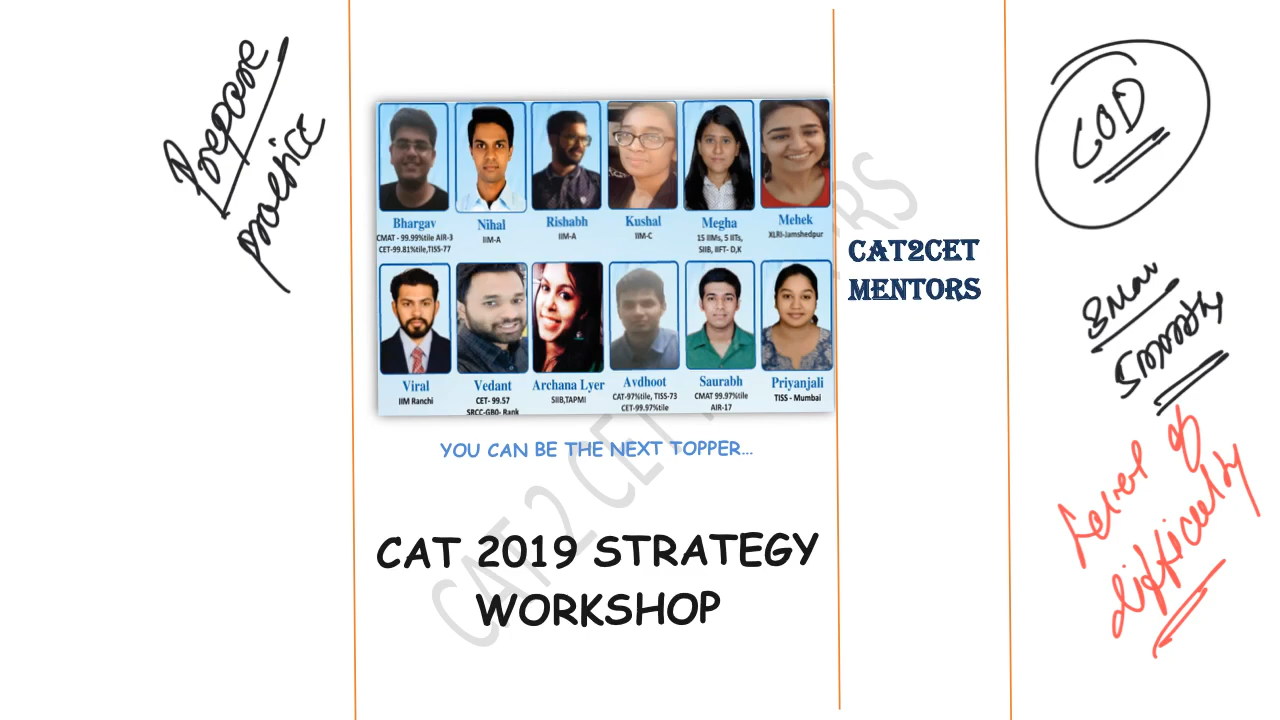 Prepare
practice
Bhargav
CMAT - 99.99%tile AIR-3
CET-99.81%tile,TISS-77
Nihal
IIM-A
Rishabh
IIM-A
Kushal
IIM-C
Megha
15 IIMs, 5 IITs,
SIIB, IIFT- D,K
Mehek
XLRI-Jamshedpur
Viral
IIM Ranchi
Vedant
CET- 99.57
SRCC-GBO- Rank
Archana Lyer
SIIB,TAPMI
Avdhoot
CAT-97%tile, TISS-73
CET-99.97%tile
Saurabh
CMAT 99.97%tile
AIR-17
Priyanjali
TISS - Mumbai
YOU CAN BE THE NEXT TOPPER...
CAT 2019 STRATEGY
WORKSHOP
CAT2CET
MENTORS
LOD
Level of
difficulty